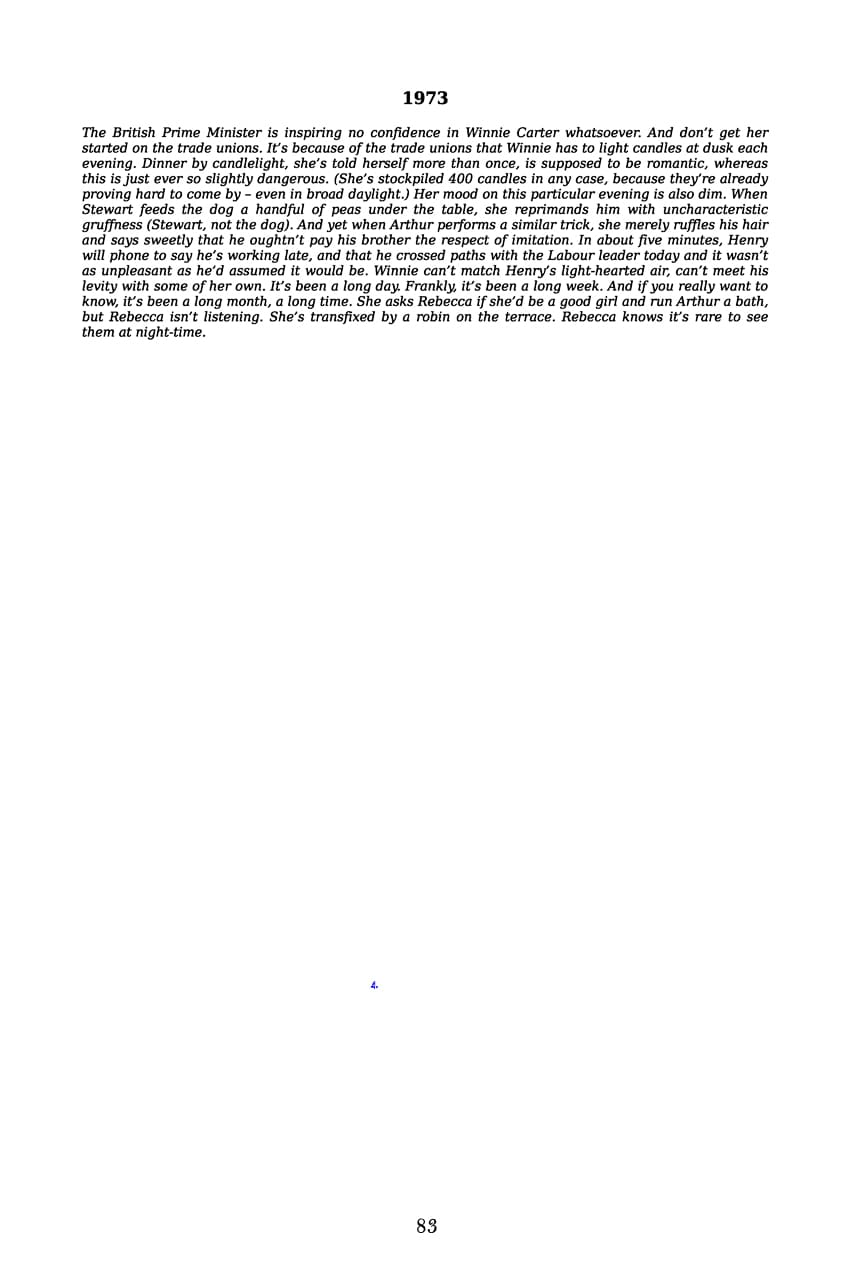 1973
The British Prime Minister is inspiring no confidence in Winnie Carter whatsoever. And don’t get her
started on the trade unions. It’s because of the trade unions that Winnie has to light candles at dusk each
evening. Dinner by candlelight, she’s told herself more than once, is supposed to be romantic, whereas
this is just ever so slightly dangerous. (She’s stockpiled 400 candles in any case, because they’re already
proving hard to come by – even in broad daylight.) Her mood on this particular evening is also dim. When
Stewart feeds the dog a handful of peas under the table, she reprimands him with uncharacteristic
gruffness (Stewart, not the dog). And yet when Arthur performs a similar trick, she merely ruffles his hair
and says sweetly that he oughtn’t pay his brother the respect of imitation. In about five minutes, Henry
will phone to say he’s working late, and that he crossed paths with the Labour leader today and it wasn’t
as unpleasant as he’d assumed it would be. Winnie can’t match Henry’s light-hearted air, can’t meet his
levity with some of her own. It’s been a long day. Frankly, it’s been a long week. And if you really want to
know, it’s been a long month, a long time. She asks Rebecca if she’d be a good girl and run Arthur a bath,
but Rebecca isn’t listening. She’s transfixed by a robin on the terrace. Rebecca knows it’s rare to see
them at night-time.
4.
83